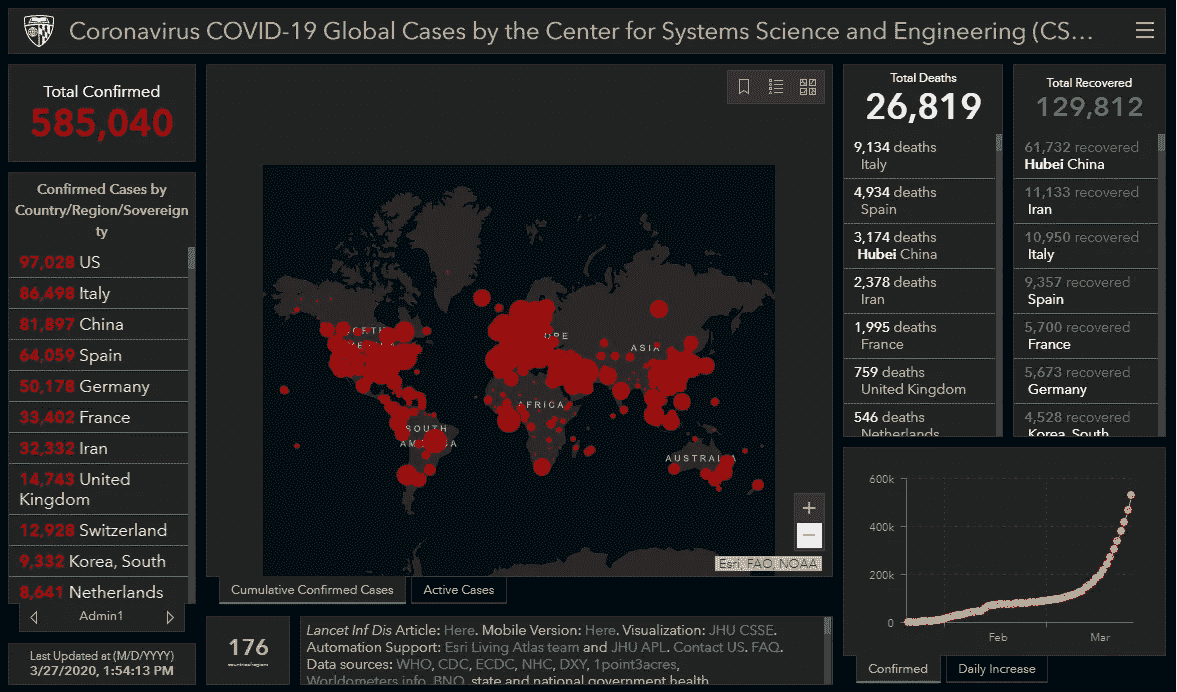 Coronavirus COVID-19 Global Cases by the Center for Systems Science and Engineering (CS...
Total Confirmed
585,040
Confirmed Cases by
Country/Region/Sovereign
ty
97,028 US
86,498 Italy
81,897 China
64,059 Spain
50,178 Germany
33,402 France
32,332 Iran
14,743 United
Kingdom
12,928 Switzerland
9,332 Korea, South
8,641 Netherlands
Admin1
Last Updated at (M/D/YYYY)
3/27/2020, 1:54:13 PM
ASIA
AFRICA
SOUTH
AUSTRALIA
+
−
Esri, FAO, NOAA
Cumulative Confirmed Cases
Active Cases
176
countries/regions
Lancet Inf Dis Article: Here. Mobile Version: Here. Visualization: JHU CSSE.
Automation Support: Esri Living Atlas team and JHU APL. Contact US. FAQ.
Data sources: WHO, CDC, ECDC, NHC, DXY, 1point3acres,
Worldometers.info, BNO, state and national government health
Total Deaths
26,819
9,134 deaths
Italy
4,934 deaths
Spain
3,174 deaths
Hubei China
2,378 deaths
Iran
1,995 deaths
France
759 deaths
United Kingdom
546 deaths
Netherlands
Total Recovered
129,812
61,732 recovered
Hubei China
11,133 recovered
Iran
10,950 recovered
Italy
9,357 recovered
Spain
5,700 recovered
France
5,673 recovered
Germany
4,528 recovered
Korea, South
600k
400k
200k
0
Feb
Mar
Confirmed
Daily Increase